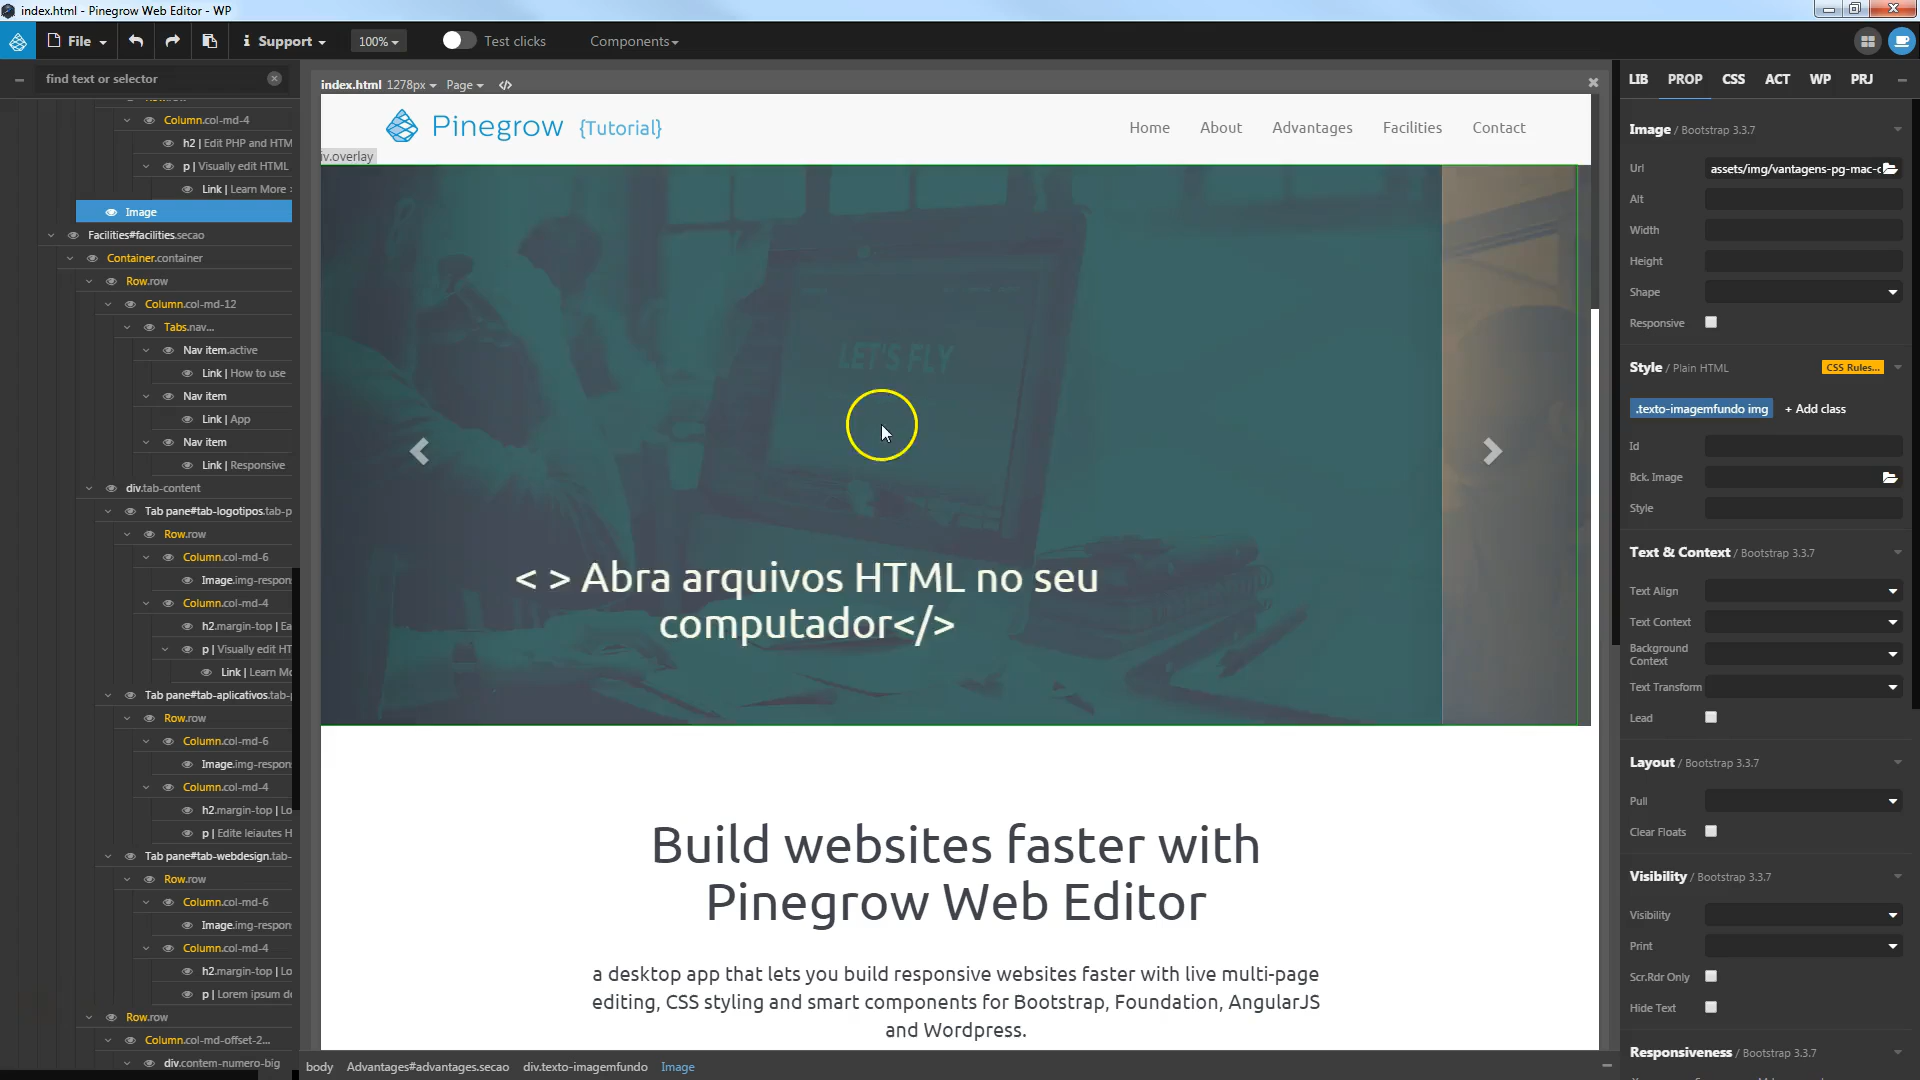 index.html - Pinegrow Web Editor - WP
File
Support
100%
Test clicks
Components
find text or selector
index.html 1278px Page
LIB PROP CSS ACT WP PRJ
Column.col-md-4
h2 | Edit PHP and HTM
p | Visually edit HTML
Link | Learn More
Image
Facilities#facilities.secao
Container.container
Row.row
Column.col-md-12
Tabs.nav...
Nav item.active
Link | How to use
Nav item
Link | App
Nav item
Link | Responsive
div.tab-content
Tab pane#tab-logotipos.tab-p
Row.row
Column.col-md-6
Image.img-respon
Column.col-md-4
h2.margin-top | Ea
p | Visually edit HT
Link | Learn Mo
Tab pane#tab-aplicativos.tab-p
Row.row
Column.col-md-6
Image.img-respon
Column.col-md-4
h2.margin-top | Lo
p | Edite leiautes H
Tab pane#tab-webdesign.tab-
Row.row
Column.col-md-6
Image.img-respon
Column.col-md-4
h2.margin-top | Lo
p | Lorem ipsum d
Row.row
Column.col-md-offset-2...
div.contem-numero-big
Pinegrow {Tutorial}
Home About Advantages Facilities Contact
iv.overlay
LET'S FLY
< > Abra arquivos HTML no seu
computador</>
Build websites faster with
Pinegrow Web Editor
a desktop app that lets you build responsive websites faster with live multi-page
editing, CSS styling and smart components for Bootstrap, Foundation, AngularJS
and Wordpress.
body Advantages#advantages.secao div.texto-imagemfundo Image
Image / Bootstrap 3.3.7
Url assets/img/vantagens-pg-mac-c
Alt
Width
Height
Shape
Responsive
Style / Plain HTML CSS Rules...
.texto-imagemfundo img + Add class
Id
Bck. Image
Style
Text & Context / Bootstrap 3.3.7
Text Align
Text Context
Background
Context
Text Transform
Lead
Layout / Bootstrap 3.3.7
Pull
Clear Floats
Visibility / Bootstrap 3.3.7
Visibility
Print
Scr.Rdr Only
Hide Text
Responsiveness / Bootstrap 3.3.7